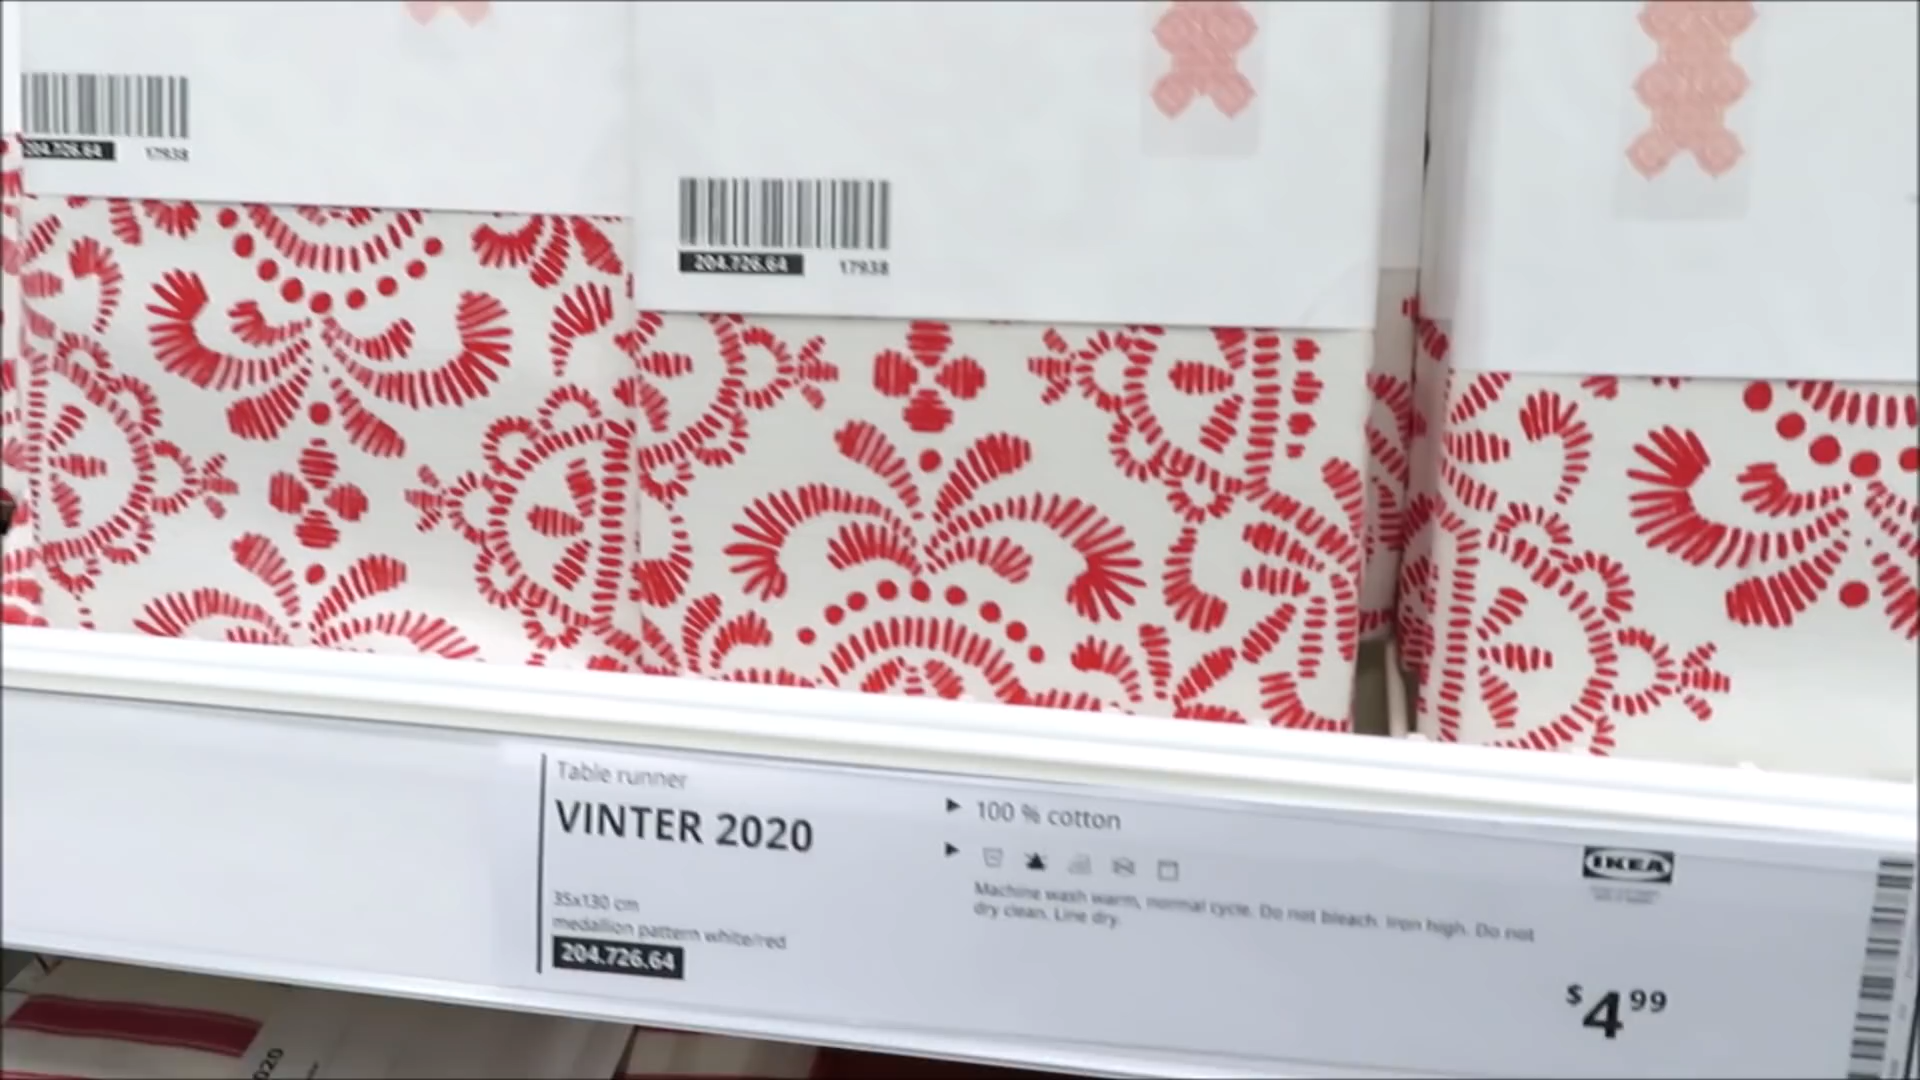 204.726.64 17938
204.726.64 17938
Table runner
VINTER 2020
35x130 cm
medallion pattern white/red
204.726.64
100 % cotton
Machine wash warm, normal cycle. Do not bleach. Iron high. Do not
dry clean. Line dry.
IKEA
$4 99
020